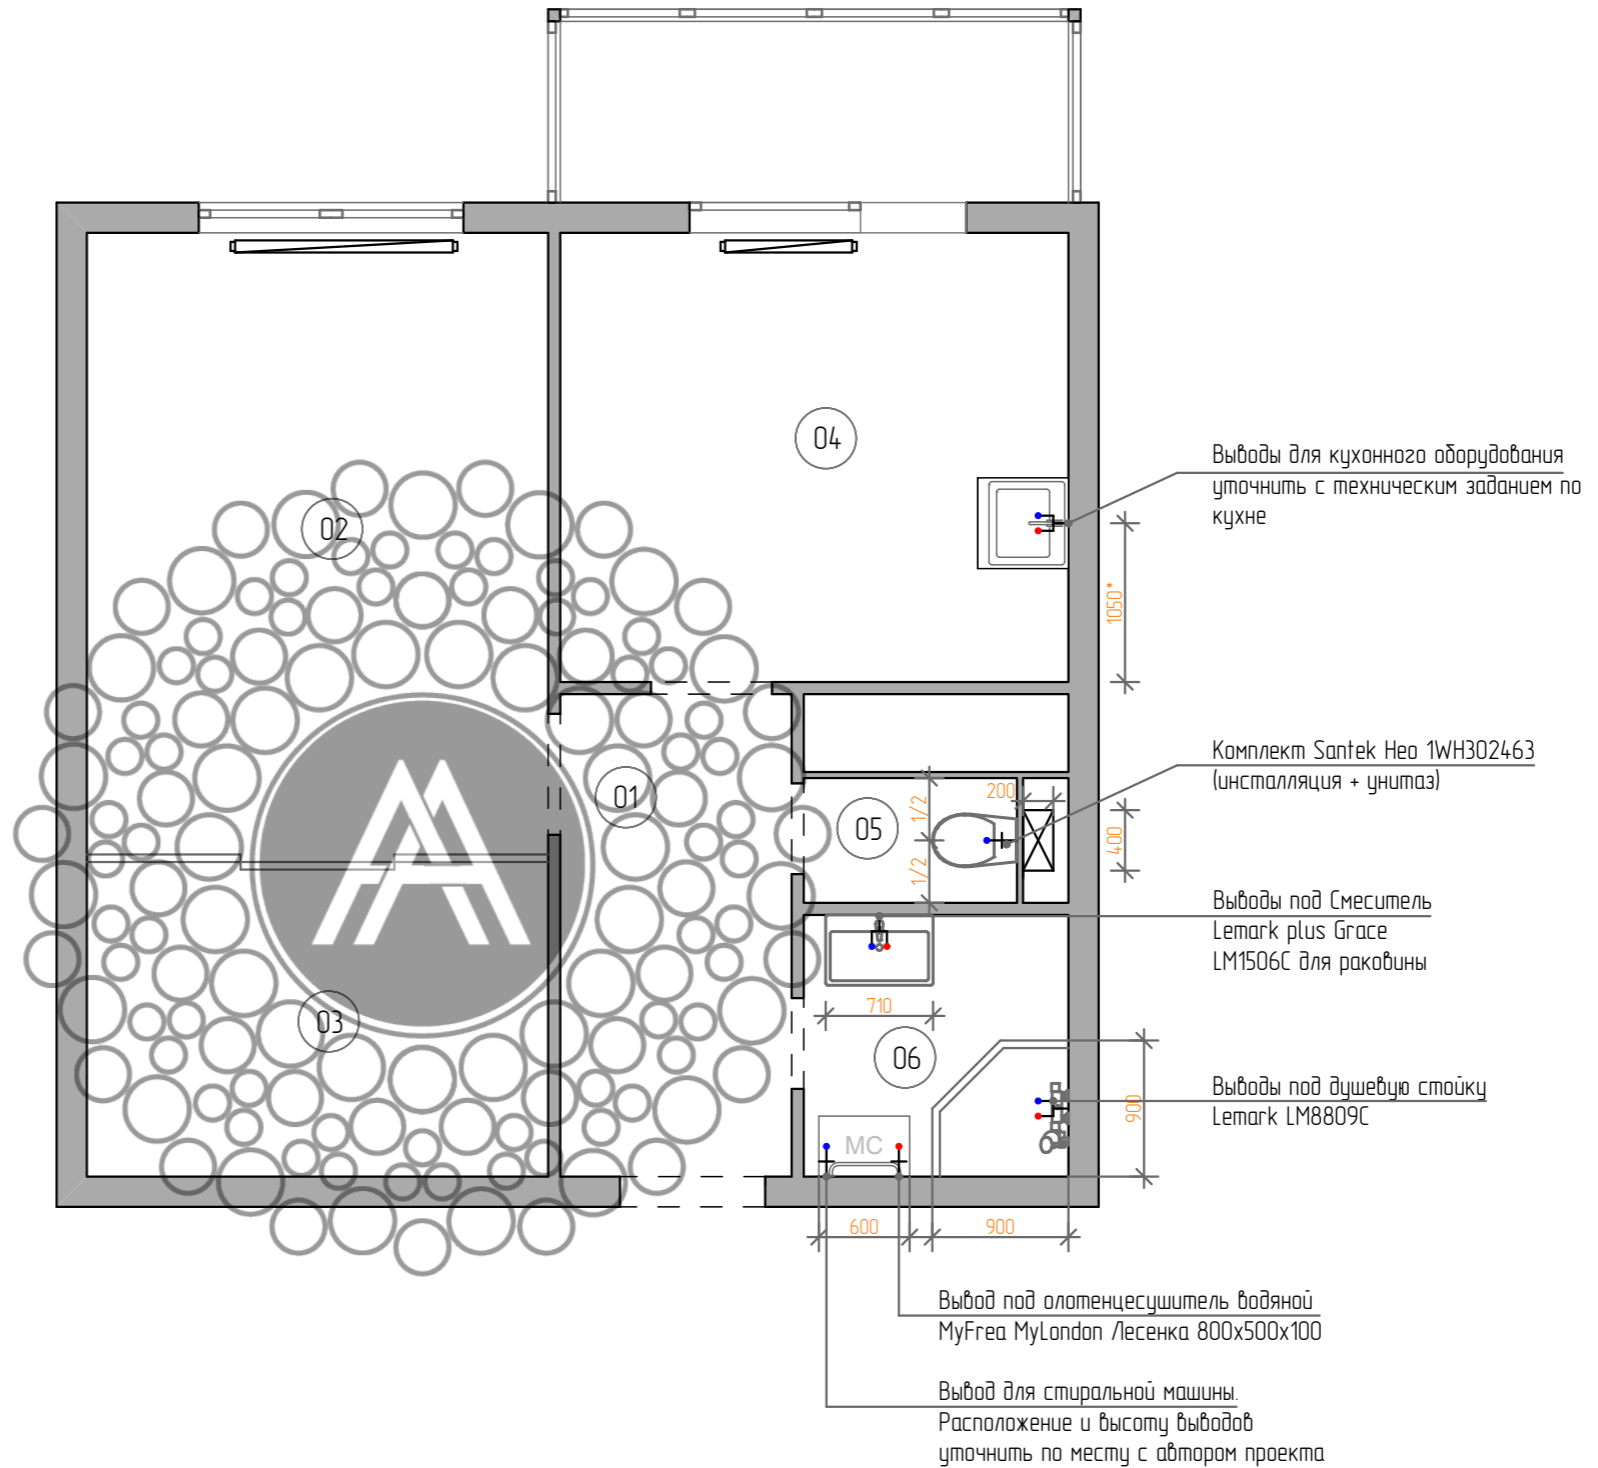 02
04
Выводы для кухонного оборудования
уточнить с техническим заданием по
кухне
1050*
Комплект Santek Нео 1WH302463
(инсталляция + унитаз)
200
01
05
1/2
1/2
400
Выводы под Смеситель
Lemark plus Grace
LM1506C для раковины
710
03
06
Выводы под душевую стойку
Lemark LM8809C
900
МС
600
900
Вывод под олотенцесушитель водяной
MyFrea MyLondon Лесенка 800x500x100
Вывод для стиральной машины.
Расположение и высоту выводов
уточнить по месту с автором проекта